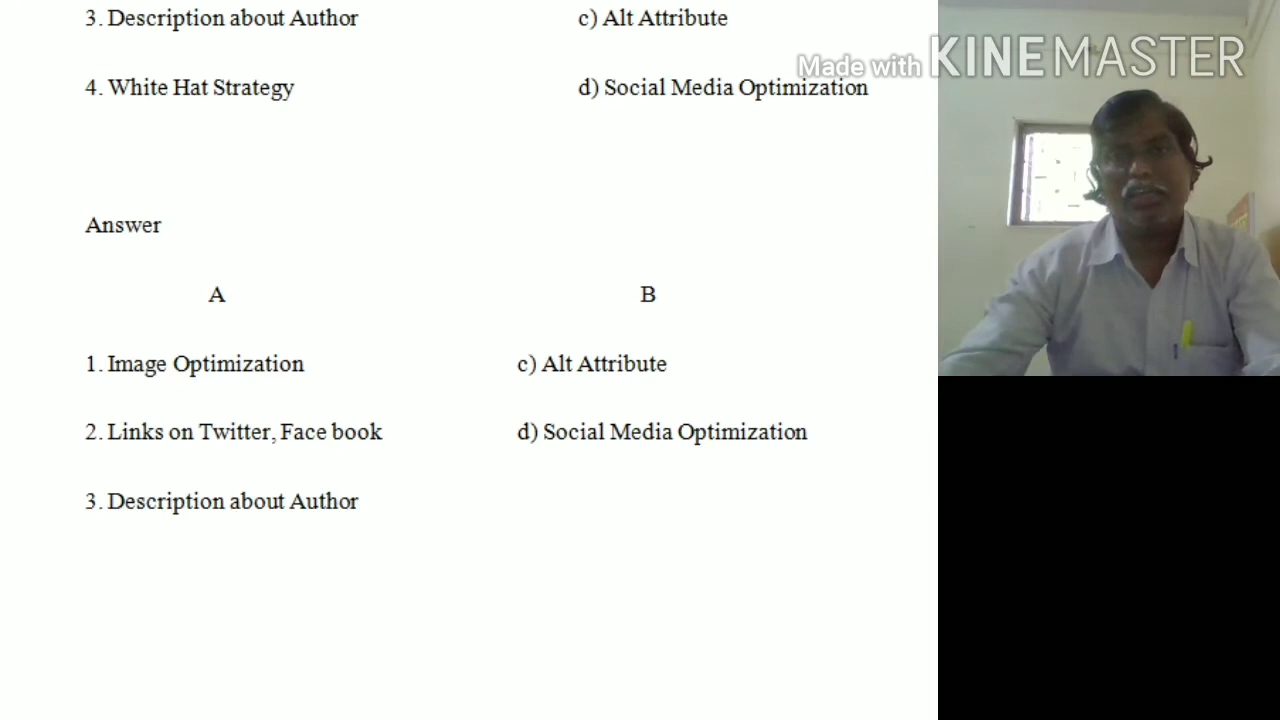 3. Description about Author c) Alt Attribute
Made with KINEMASTER
4. White Hat Strategy d) Social Media Optimization
Answer
A B
1. Image Optimization c) Alt Attribute
2. Links on Twitter, Face book d) Social Media Optimization
3. Description about Author